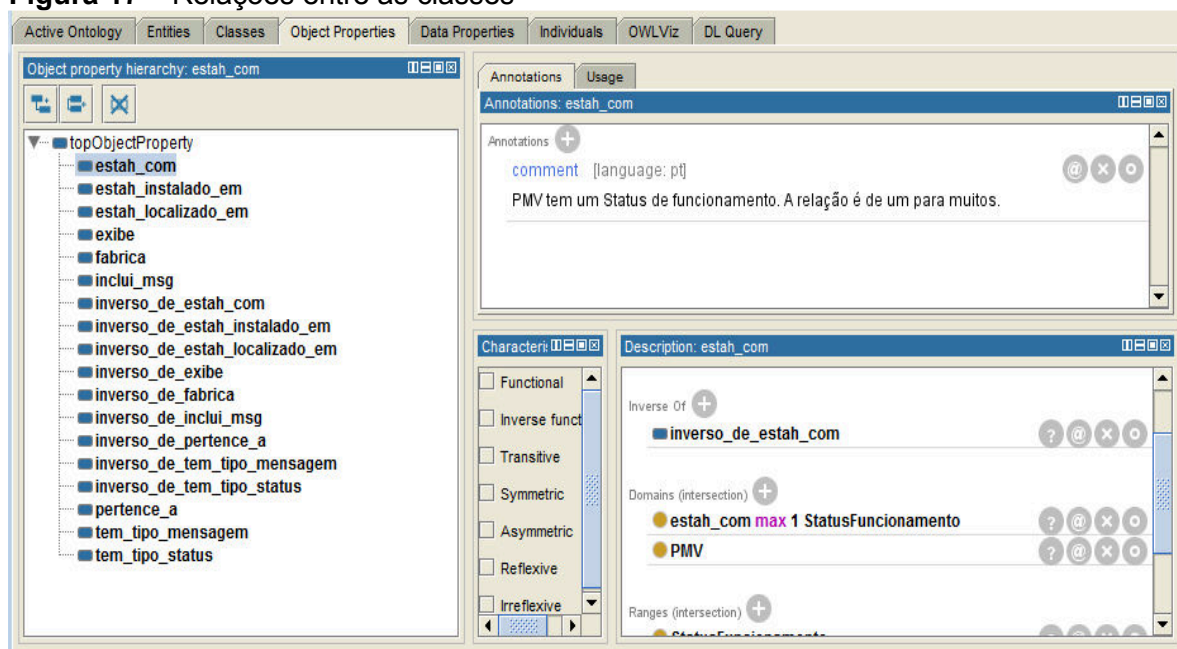 Figura 17 – Relações entre as classes
Active Ontology Entities Classes Object Properties Data Properties Individuals OWLViz DL Query
Object property hierarchy: estah_com
topObjectProperty
estah_com
estah_instalado_em
estah_localizado_em
exibe
fabrica
inclui_msg
inverso_de_estah_com
inverso_de_estah_instalado_em
inverso_de_estah_localizado_em
inverso_de_exibe
inverso_de_fabrica
inverso_de_inclui_msg
inverso_de_pertence_a
inverso_de_tem_tipo_mensagem
inverso_de_tem_tipo_status
pertence_a
tem_tipo_mensagem
tem_tipo_status
Annotations Usage
Annotations: estah_com
Annotations
comment [language: pt]
PMV tem um Status de funcionamento. A relação é de um para muitos.
Characteri
Functional
Inverse funct
Transitive
Symmetric
Asymmetric
Reflexive
Irreflexive
Description: estah_com
Inverse Of
inverso_de_estah_com
Domains (intersection)
estah_com max 1 StatusFuncionamento
PMV
Ranges (intersection)
StatusFuncionamento